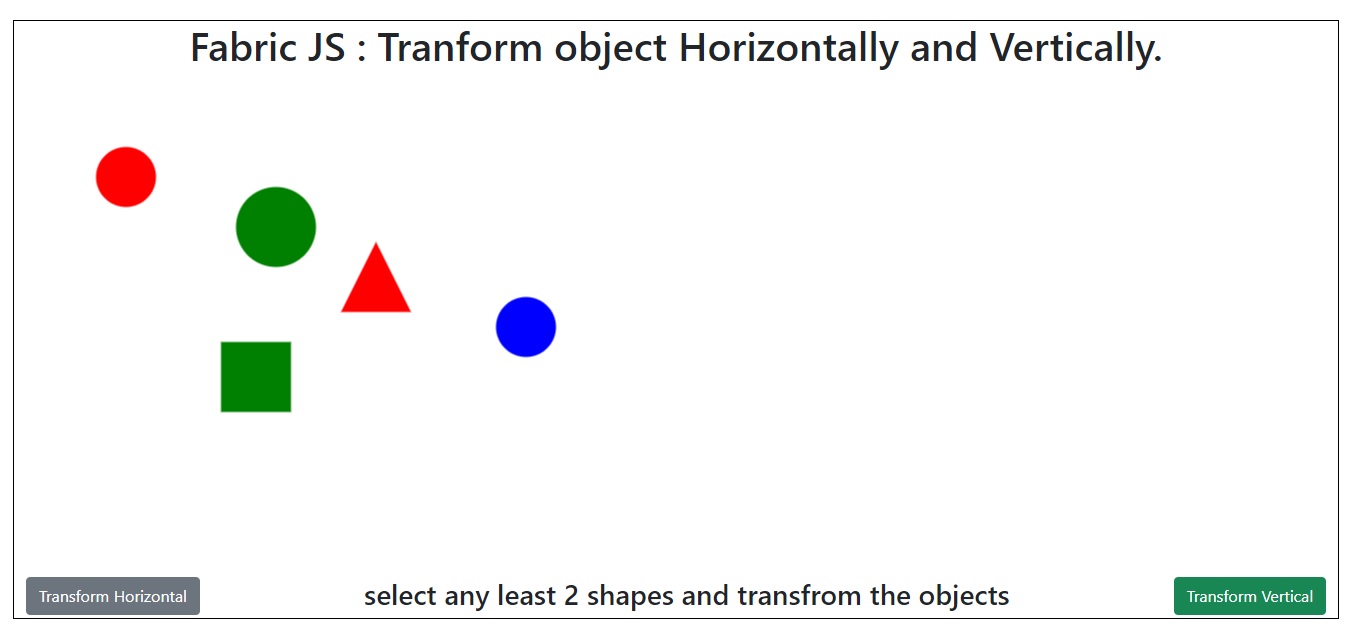 Fabric JS : Tranform object Horizontally and Vertically.
Transform Horizontal
select any least 2 shapes and transfrom the objects
Transform Vertical